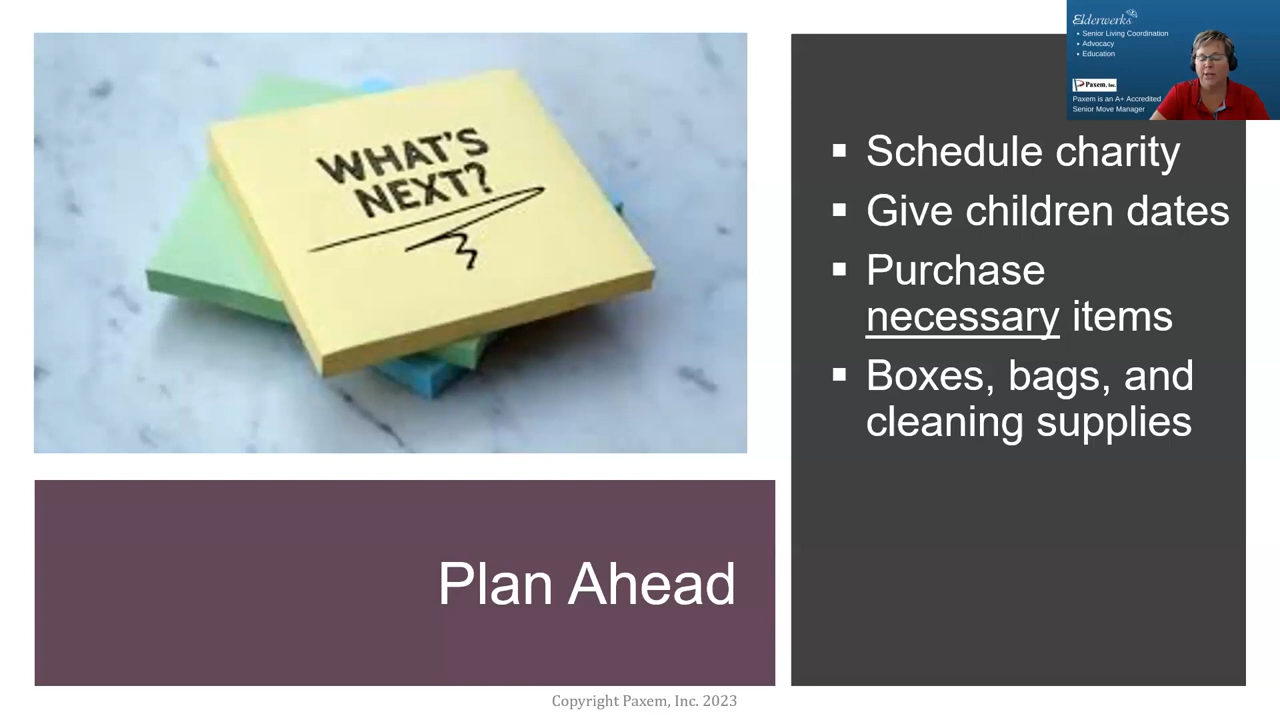 WHAT'S
NEXT?
Plan Ahead
▪ Schedule charity
▪ Give children dates
▪ Purchase
necessary items
▪ Boxes, bags, and
cleaning supplies
Elderwerks
• Senior Living Coordination
• Advocacy
• Education
Paxem, Inc.
Paxem is an A+ Accredited
Senior Move Manager
Copyright Paxem, Inc. 2023